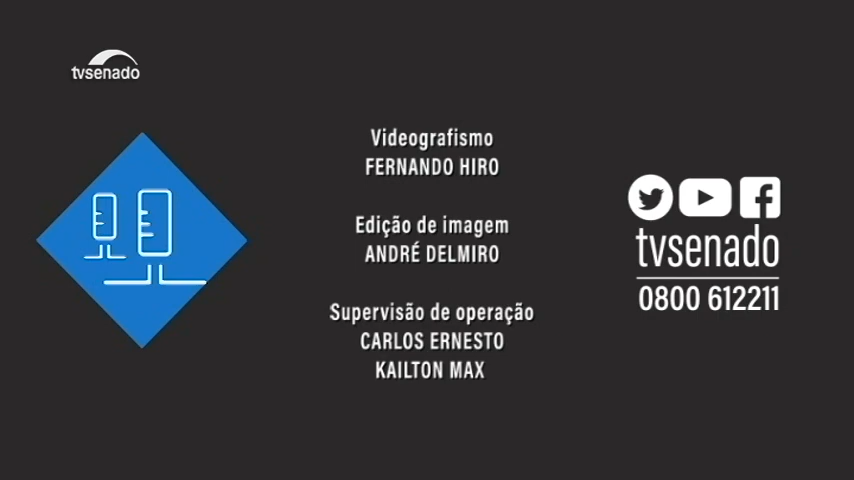 tvsenado
Videografismo
FERNANDO HIRO
Edição de imagem
ANDRÉ DELMIRO
Supervisão de operação
CARLOS ERNESTO
KAILTON MAX
tvsenado
0800 612211